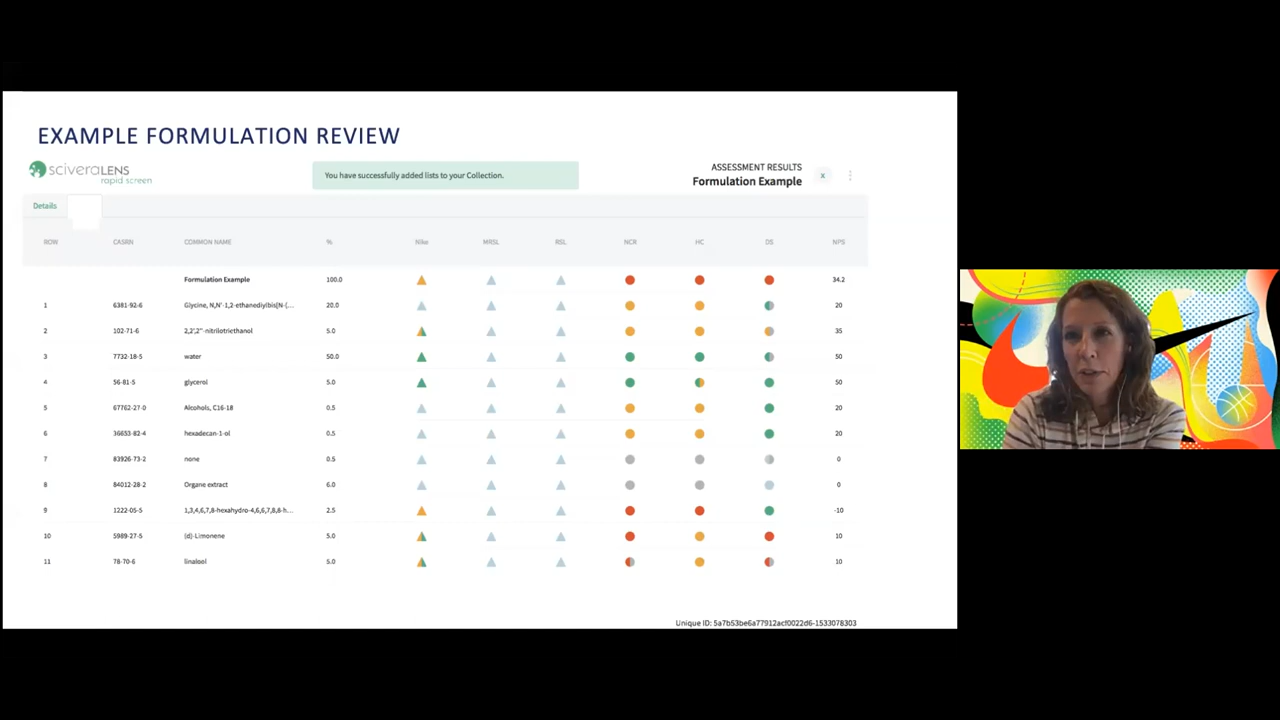 EXAMPLE FORMULATION REVIEW
sciveraLENS
rapid screen
You have successfully added lists to your Collection.
ASSESSMENT RESULTS
Formulation Example
x
Details
ROW CASRN COMMON NAME % Nike MRSL RSL NCR HC DS NPS
Formulation Example 100.0 34.2
1 6381-92-6 Glycine, N,N'-1,2-ethanediylbis[N-(... 20.0 20
2 102-71-6 2,2',2''-nitrilotriethanol 5.0 35
3 7732-18-5 water 50.0 50
4 56-81-5 glycerol 5.0 50
5 67762-27-0 Alcohols, C16-18 0.5 20
6 36653-82-4 hexadecan-1-ol 0.5 20
7 83926-73-2 none 0.5 0
8 84012-28-2 Organe extract 6.0 0
9 1222-05-5 1,3,4,6,7,8-hexahydro-4,6,6,7,8,8-h... 2.5 -10
10 5989-27-5 (d)-Limonene 5.0 10
11 78-70-6 linalool 5.0 10
Unique ID: 5a7b53be6a77912acf0022d6-1533078303